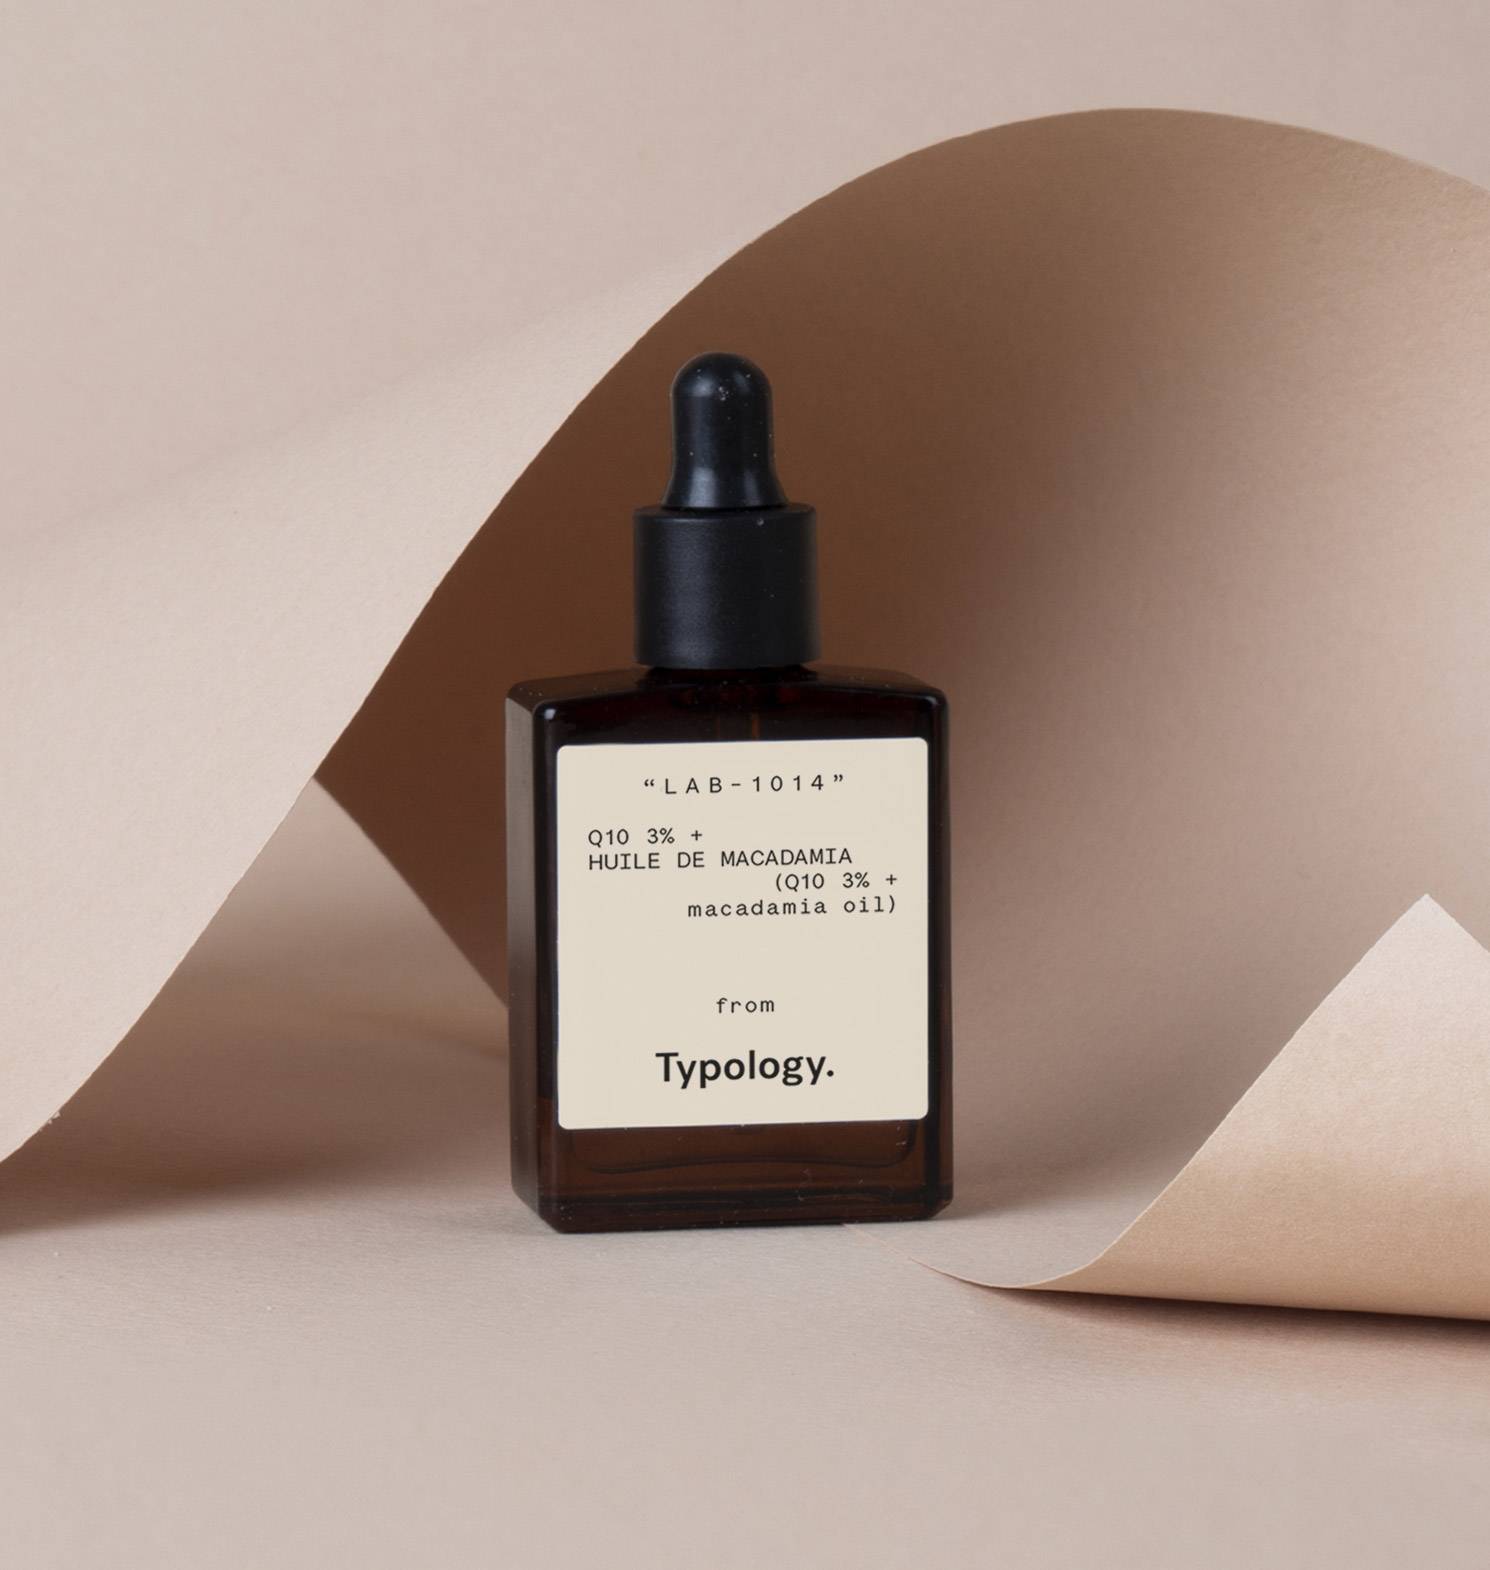 “LAB-1014”
Q10 3% +
HUILE DE MACADAMIA
(Q10 3% +
macadamia oil)
from
Typology.